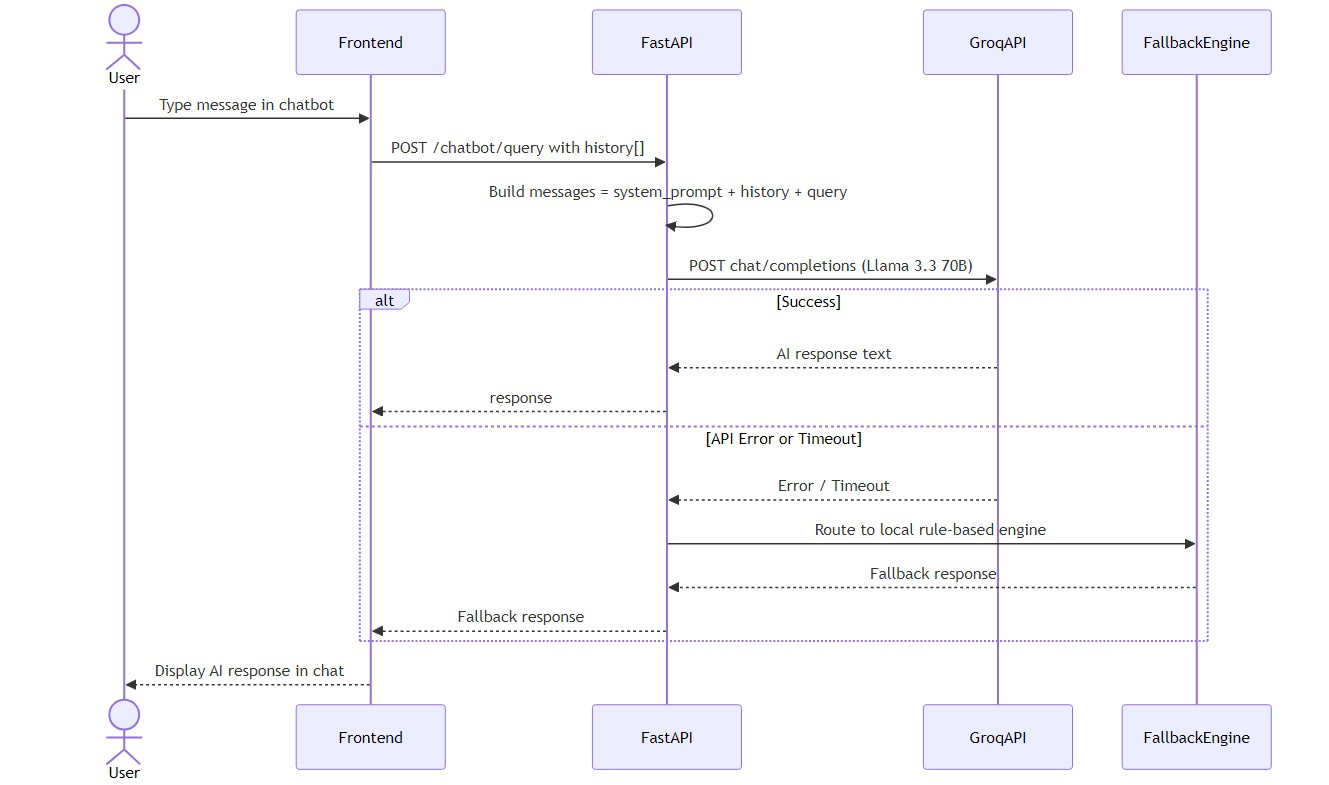 User
Frontend
FastAPI
GroqAPI
FallbackEngine
Type message in chatbot
POST /chatbot/query with history[]
Build messages = system_prompt + history + query
POST chat/completions (Llama 3.3 70B)
alt
[Success]
AI response text
response
[API Error or Timeout]
Error / Timeout
Route to local rule-based engine
Fallback response
Fallback response
Display AI response in chat
User
Frontend
FastAPI
GroqAPI
FallbackEngine